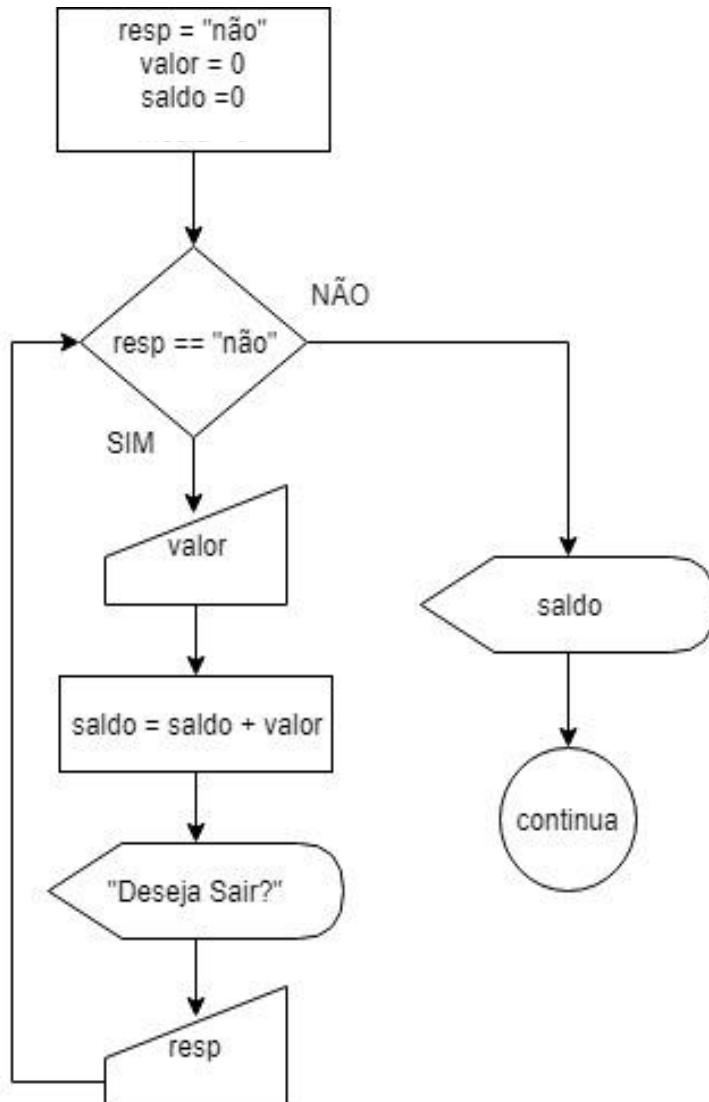 resp = "não"
valor = 0
saldo =0
NÃO
resp == "não"
SIM
valor
saldo
saldo = saldo + valor
continua
"Deseja Sair?"
resp